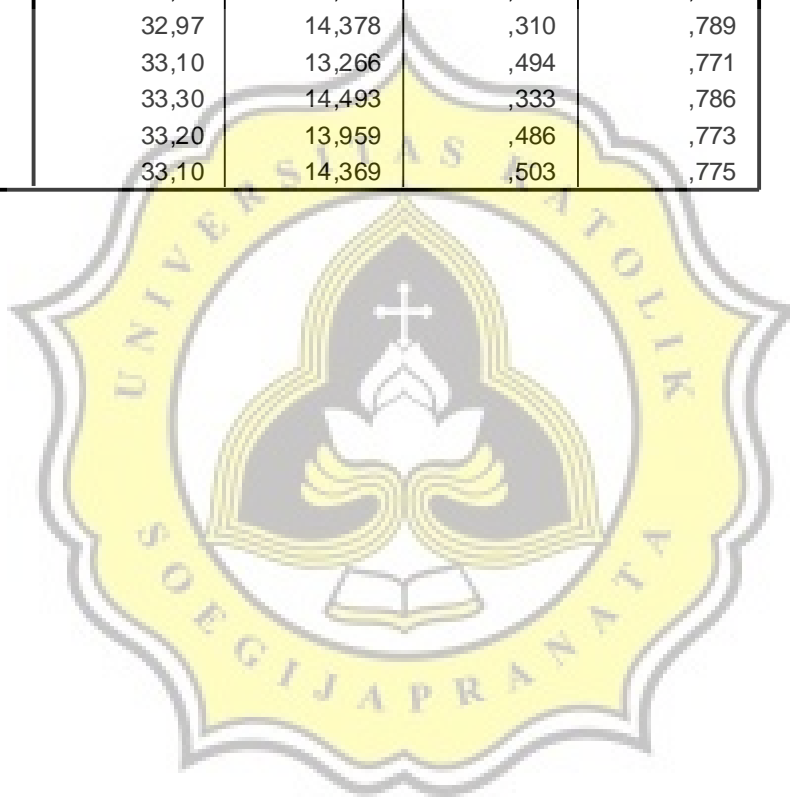 32,97 14,378 ,310 ,789
33,10 13,266 ,494 ,771
33,30 14,493 ,333 ,786
33,20 13,959 ,486 ,773
33,10 14,369 ,503 ,775
UNIVERSITAS KATOLIK
SOEGIJAPRANATA